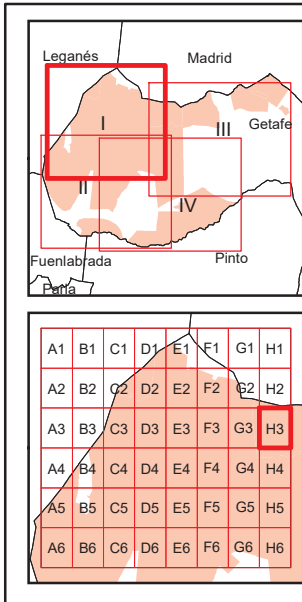 Leganés Madrid
I III
Getafe
II
IV
Fuenlabrada Pinto
Parla
A1 B1 C1 D1 E1 F1 G1 H1
A2 B2 C2 D2 E2 F2 G2 H2
A3 B3 C3 D3 E3 F3 G3 H3
A4 B4 C4 D4 E4 F4 G4 H4
A5 B5 C5 D5 E5 F5 G5 H5
A6 B6 C6 D6 E6 F6 G6 H6